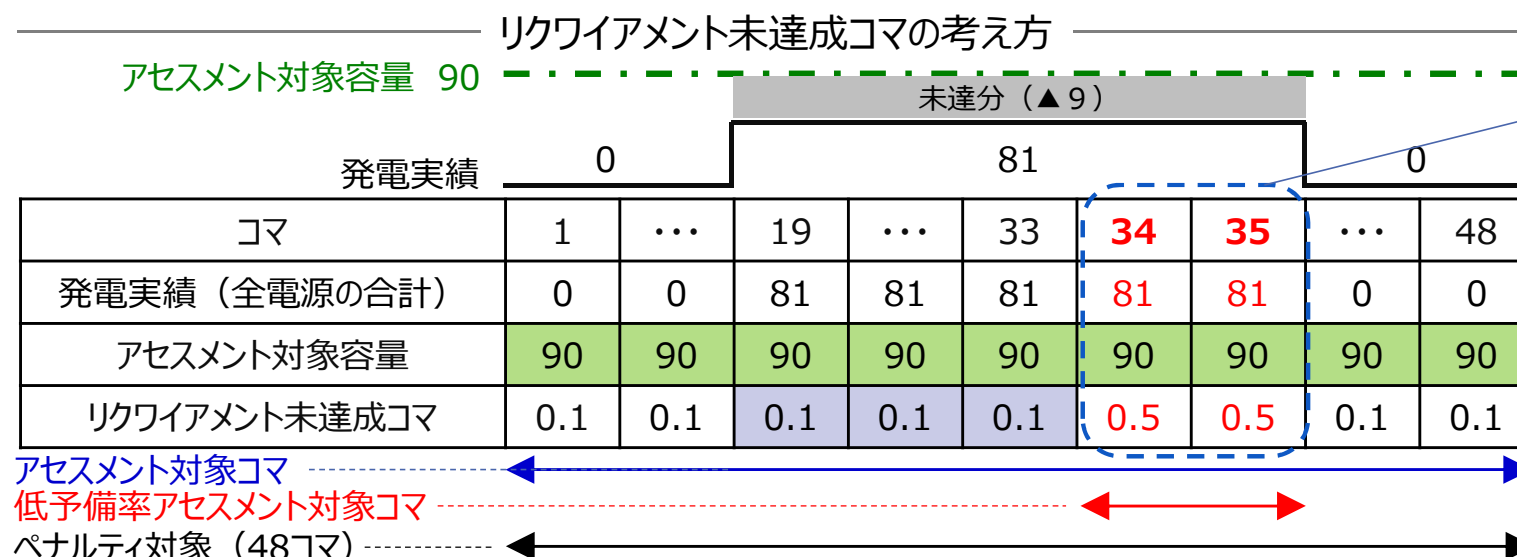 リクワイアメント未達成コマの考え方
アセスメント対象容量 90
未達分（▲９）
発電実績 0 81 0
コマ 1 ・・・ 19 ・・・ 33 34 35 ・・・ 48
発電実績（全電源の合計） 0 0 81 81 81 81 81 0 0
アセスメント対象容量 90 90 90 90 90 90 90 90 90
リクワイアメント未達成コマ 0.1 0.1 0.1 0.1 0.1 0.5 0.5 0.1 0.1
アセスメント対象コマ
低予備率アセスメント対象コマ
ペナルティ対象（48コマ）